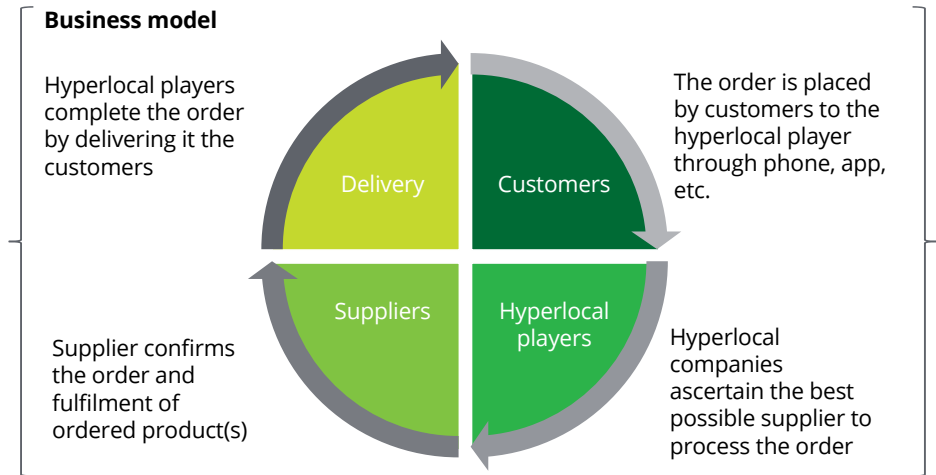 Business model
Hyperlocal players
complete the order
by delivering it the
customers
The order is placed
by customers to the
hyperlocal player
through phone, app,
etc.
Delivery
Customers
Suppliers
Hyperlocal
players
Supplier confirms
the order and
fulfilment of
ordered product(s)
Hyperlocal
companies
ascertain the best
possible supplier to
process the order